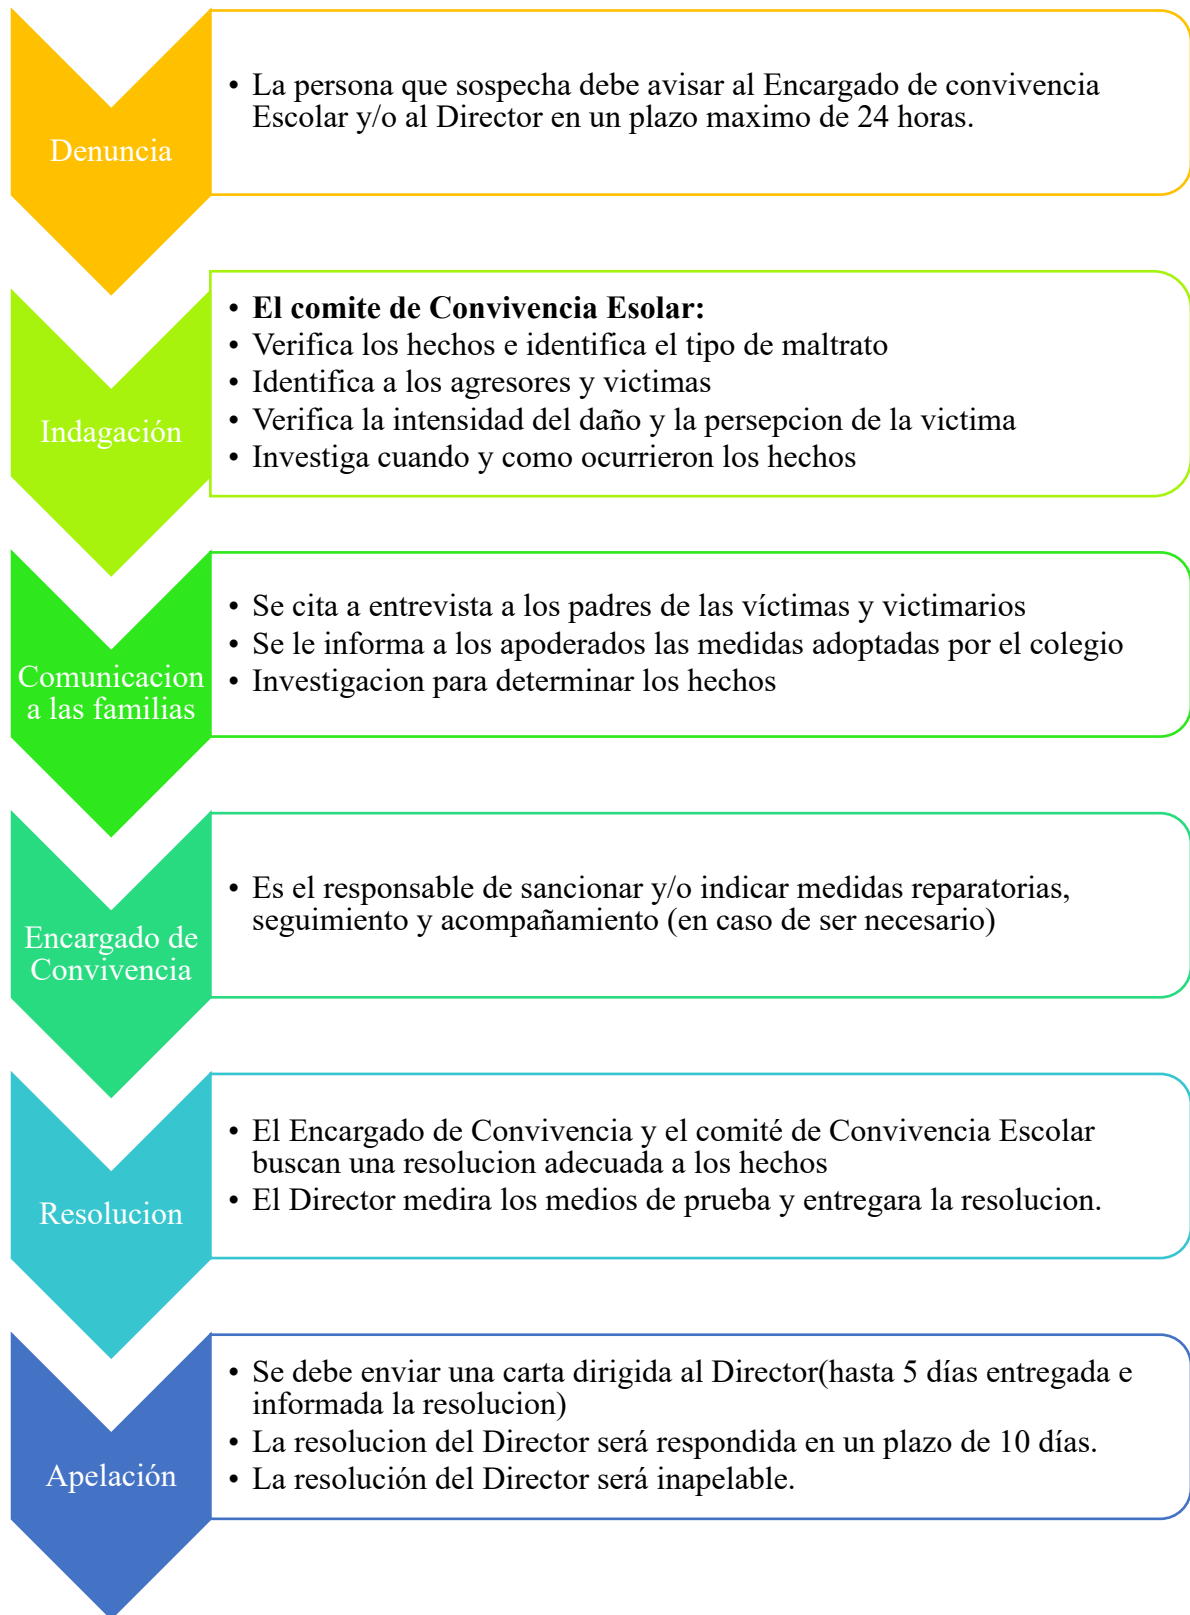 Denuncia
• La persona que sospecha debe avisar al Encargado de convivencia
Escolar y/o al Director en un plazo maximo de 24 horas.
Indagación
• El comite de Convivencia Esolar:
• Verifica los hechos e identifica el tipo de maltrato
• Identifica a los agresores y victimas
• Verifica la intensidad del daño y la persepcion de la victima
• Investiga cuando y como ocurrieron los hechos
Comunicacion
a las familias
• Se cita a entrevista a los padres de las víctimas y victimarios
• Se le informa a los apoderados las medidas adoptadas por el colegio
• Investigacion para determinar los hechos
Encargado de
Convivencia
• Es el responsable de sancionar y/o indicar medidas reparatorias,
seguimiento y acompañamiento (en caso de ser necesario)
Resolucion
• El Encargado de Convivencia y el comité de Convivencia Escolar
buscan una resolucion adecuada a los hechos
• El Director medira los medios de prueba y entregara la resolucion.
Apelación
• Se debe enviar una carta dirigida al Director(hasta 5 días entregada e
informada la resolucion)
• La resolucion del Director será respondida en un plazo de 10 días.
• La resolución del Director será inapelable.